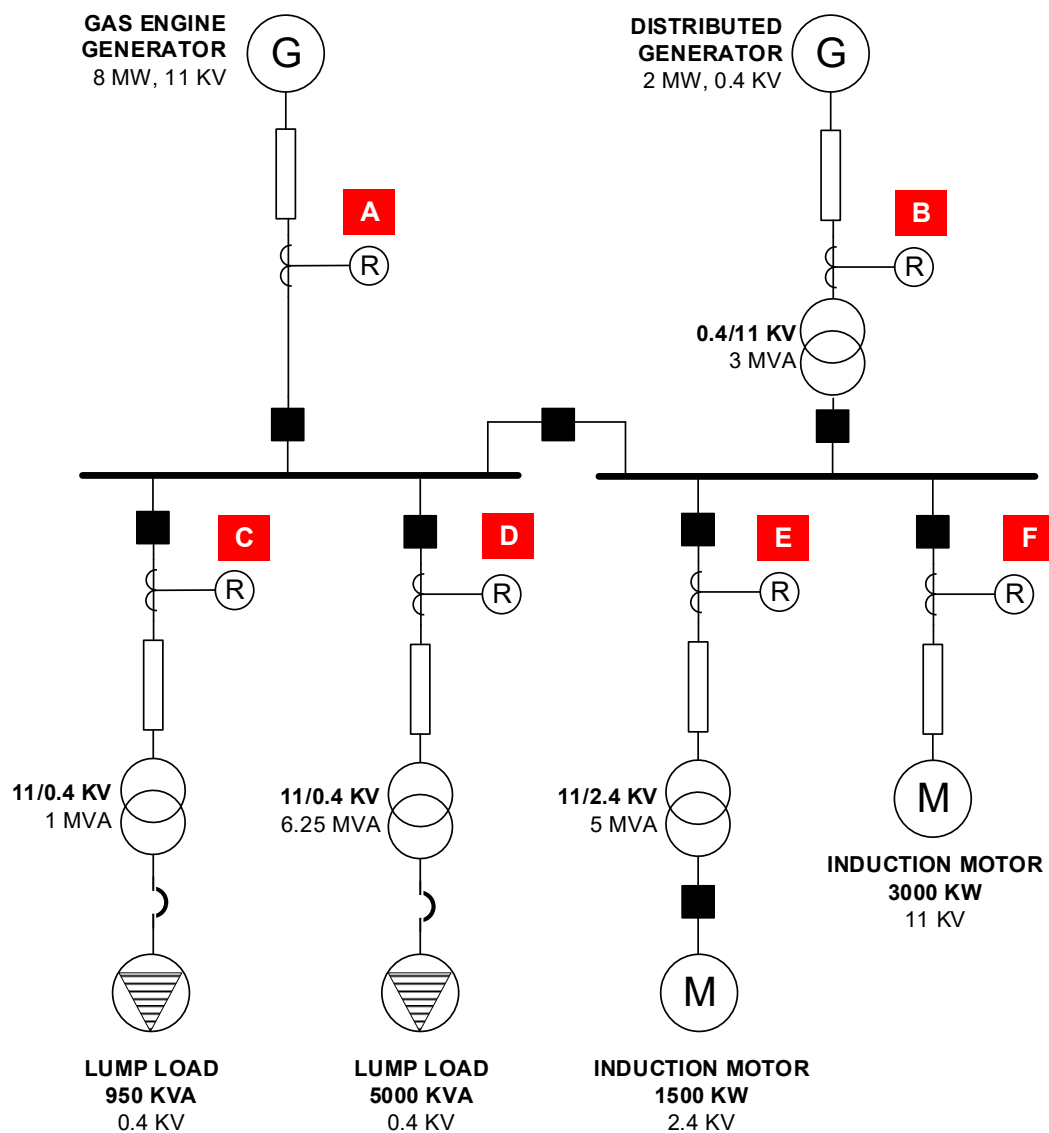 GAS ENGINE
GENERATOR
8 MW, 11 KV
G
DISTRIBUTED
GENERATOR
2 MW, 0.4 KV
G
A
R
B
R
0.4/11 KV
3 MVA
C
R
D
R
E
R
F
R
11/0.4 KV
1 MVA
11/0.4 KV
6.25 MVA
11/2.4 KV
5 MVA
M
INDUCTION MOTOR
3000 KW
11 KV
M
LUMP LOAD
950 KVA
0.4 KV
LUMP LOAD
5000 KVA
0.4 KV
INDUCTION MOTOR
1500 KW
2.4 KV